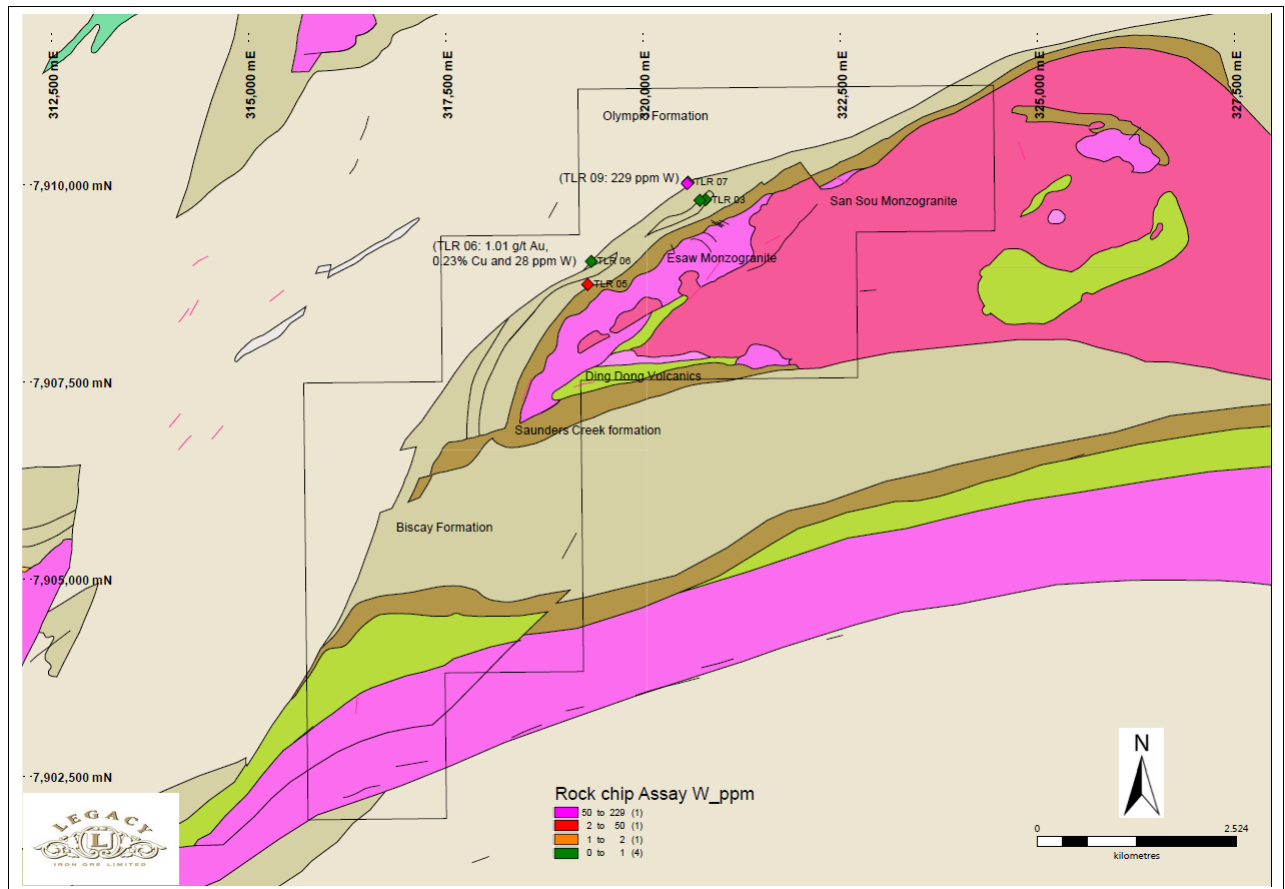 312,500 mE
315,000 mE
317,500 mE
320,000 mE
322,500 mE
325,000 mE
327,500 mE
Olympio Formation
7,910,000 mN
(TLR 09: 229 ppm W)
TLR 07
TLR 03
San Sou Monzogranite
(TLR 06: 1.01 g/t Au,
0.23% Cu and 28 ppm W)
TLR 06
Esaw Monzogranite
TLR 05
7,907,500 mN
Ding Dong Volcanics
Saunders Creek formation
Biscay Formation
7,905,000 mN
7,902,500 mN
Rock chip Assay W_ppm
50 to 229 (1)
2 to 50 (1)
1 to 2 (1)
0 to 1 (4)
N
0 2.524
kilometres
LEGACY
L
IRON ORE LIMITED